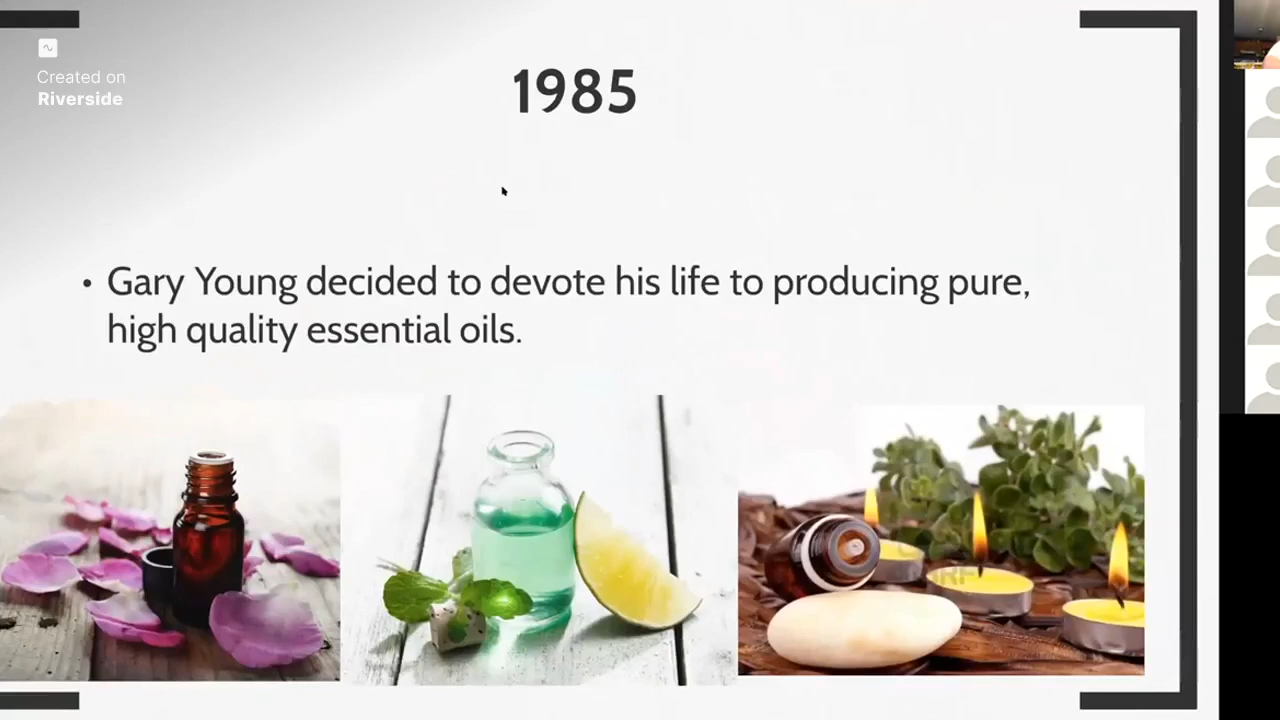 Created on
Riverside
1985
• Gary Young decided to devote his life to producing pure,
high quality essential oils.